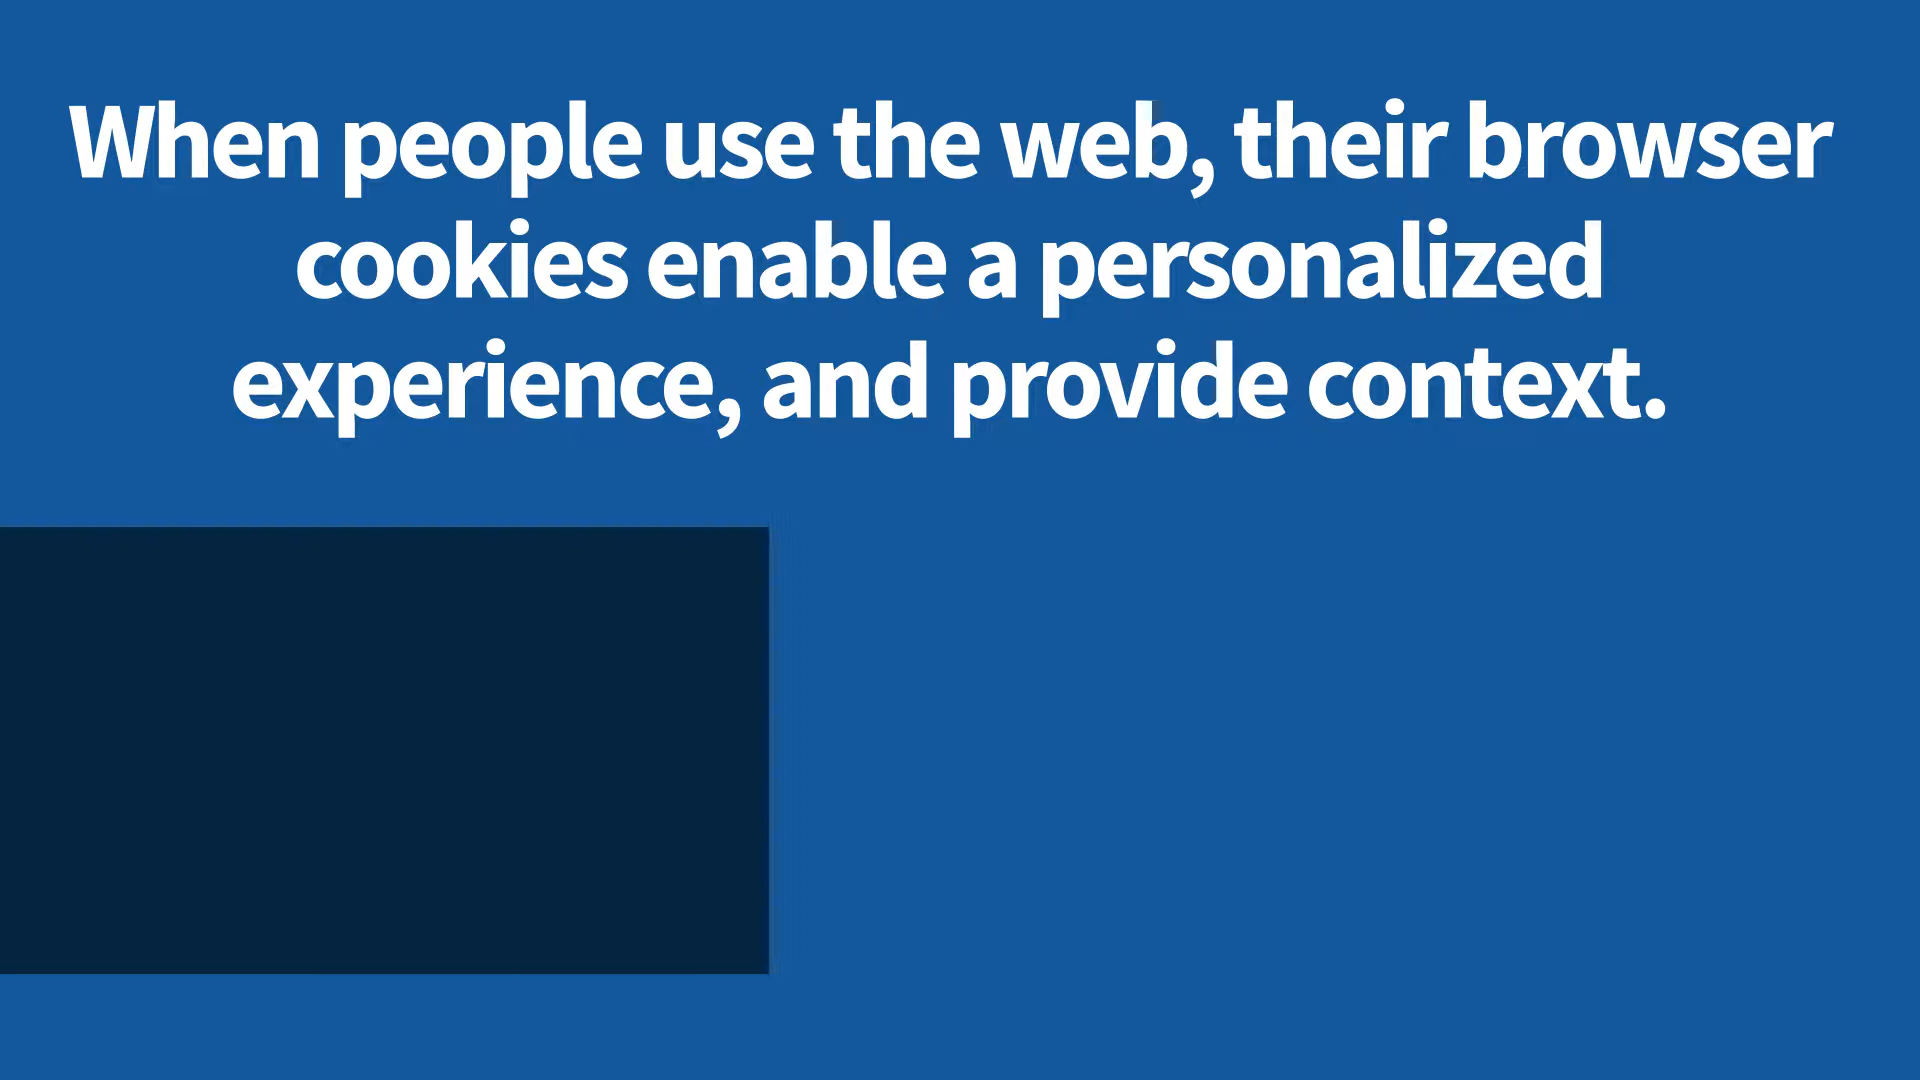 When people use the web, their browser
cookies enable a personalized
experience, and provide context.